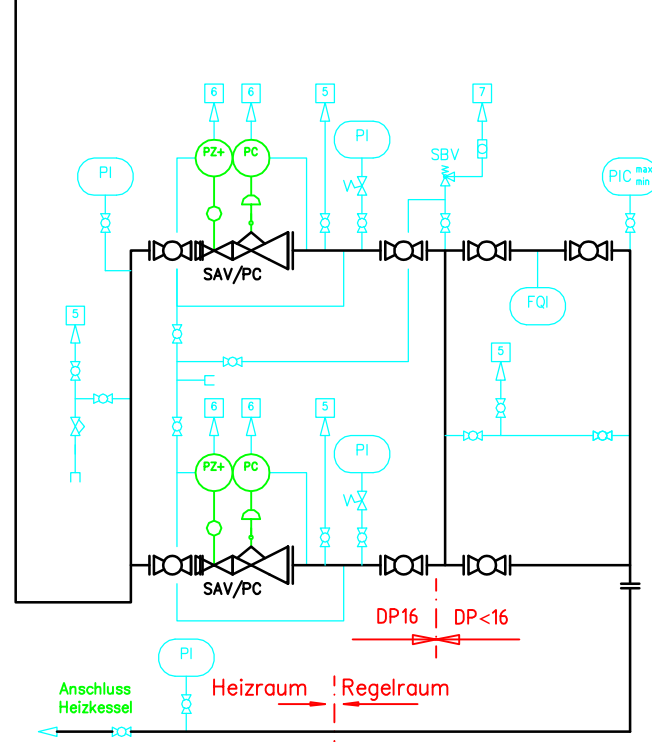 6
6
5
7
PI
PZ+
PC
SBV
PI
PIC max min
SAV/PC
FQI
5
5
6
6
5
PZ+
PC
PI
SAV/PC
DP16
DP<16
PI
Anschluss
Heizkessel
Heizraum
Regelraum